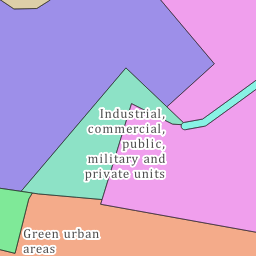 Industrial,
commercial,
public,
military and
private units
Green urban
areas